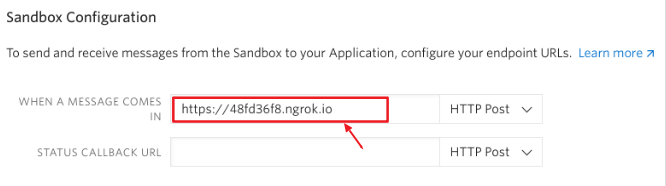 Sandbox Configuration
To send and receive messages from the Sandbox to your Application, configure your endpoint URLs. Learn more ↗
WHEN A MESSAGE COMES
IN
https://48fd36f8.ngrok.io
HTTP Post
STATUS CALLBACK URL
HTTP Post